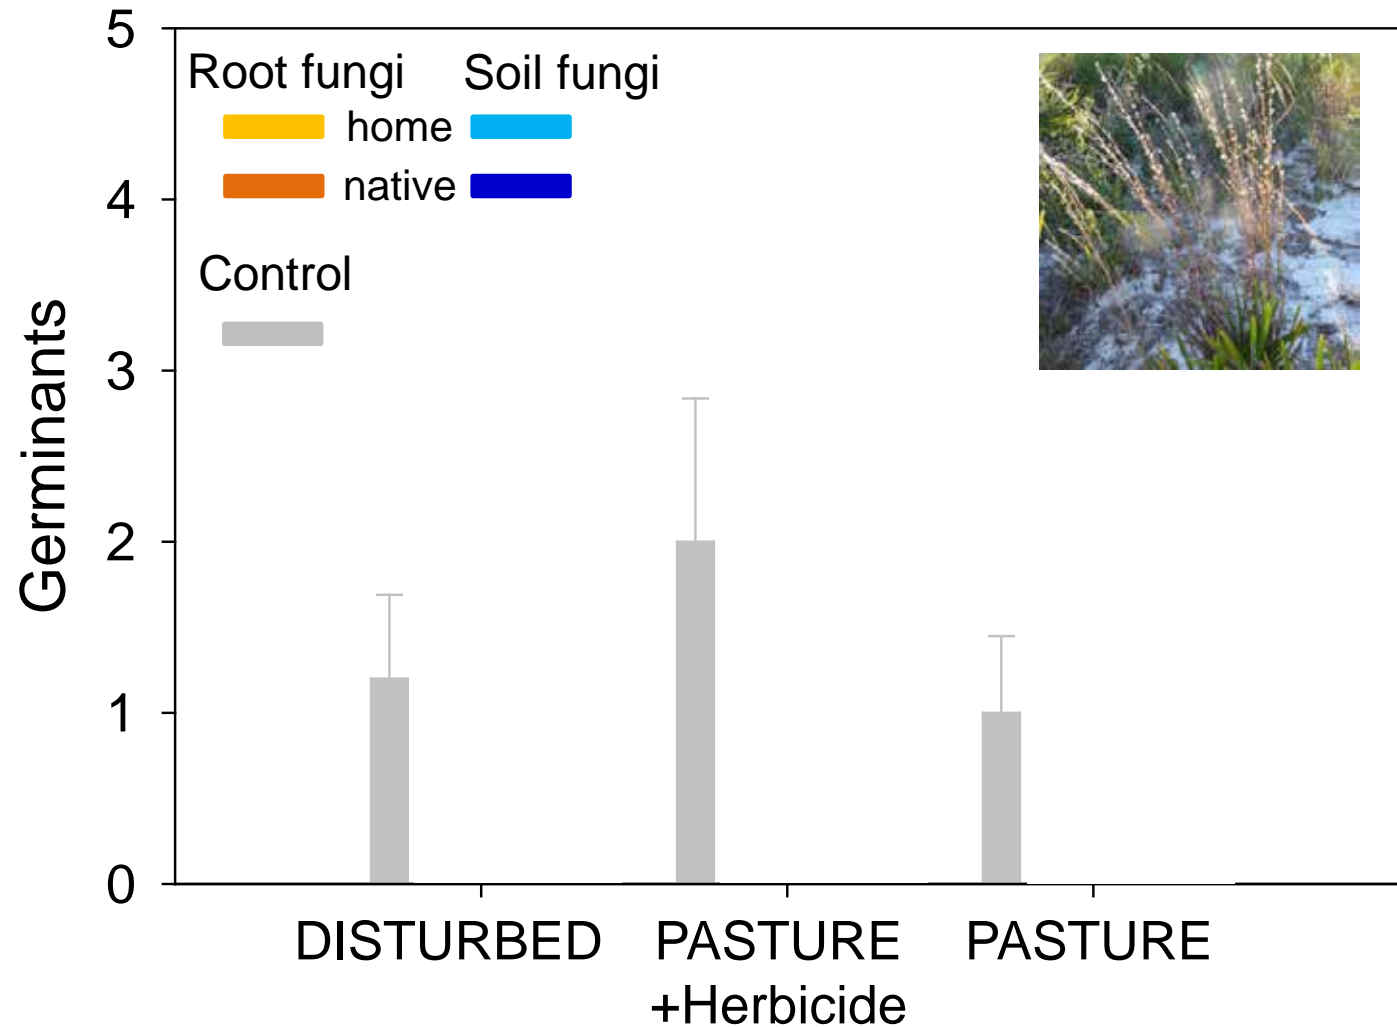 5
Root fungi Soil fungi
home
native
4
Control
3
Germinants
2
1
0
DISTURBED PASTURE PASTURE
+Herbicide